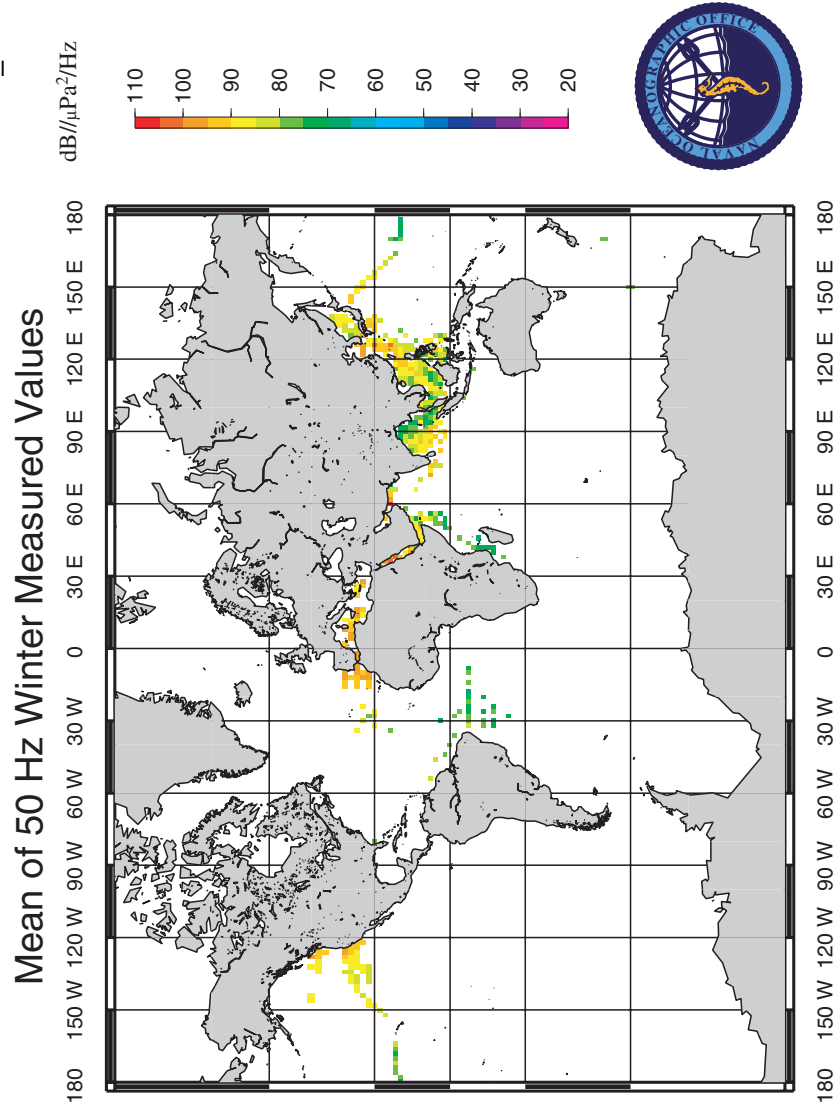 Mean of 50 Hz Winter Measured Values
180 150 W 120 W 90 W 60 W 30 W 0 30 E 60 E 90 E 120 E 150 E 180
180 150 W 120 W 90 W 60 W 30 W 0 30 E 60 E 90 E 120 E 150 E 180
dB//μPa²/Hz
110
100
90
80
70
60
50
40
30
20
NAVAL OCEANOGRAPHIC OFFICE